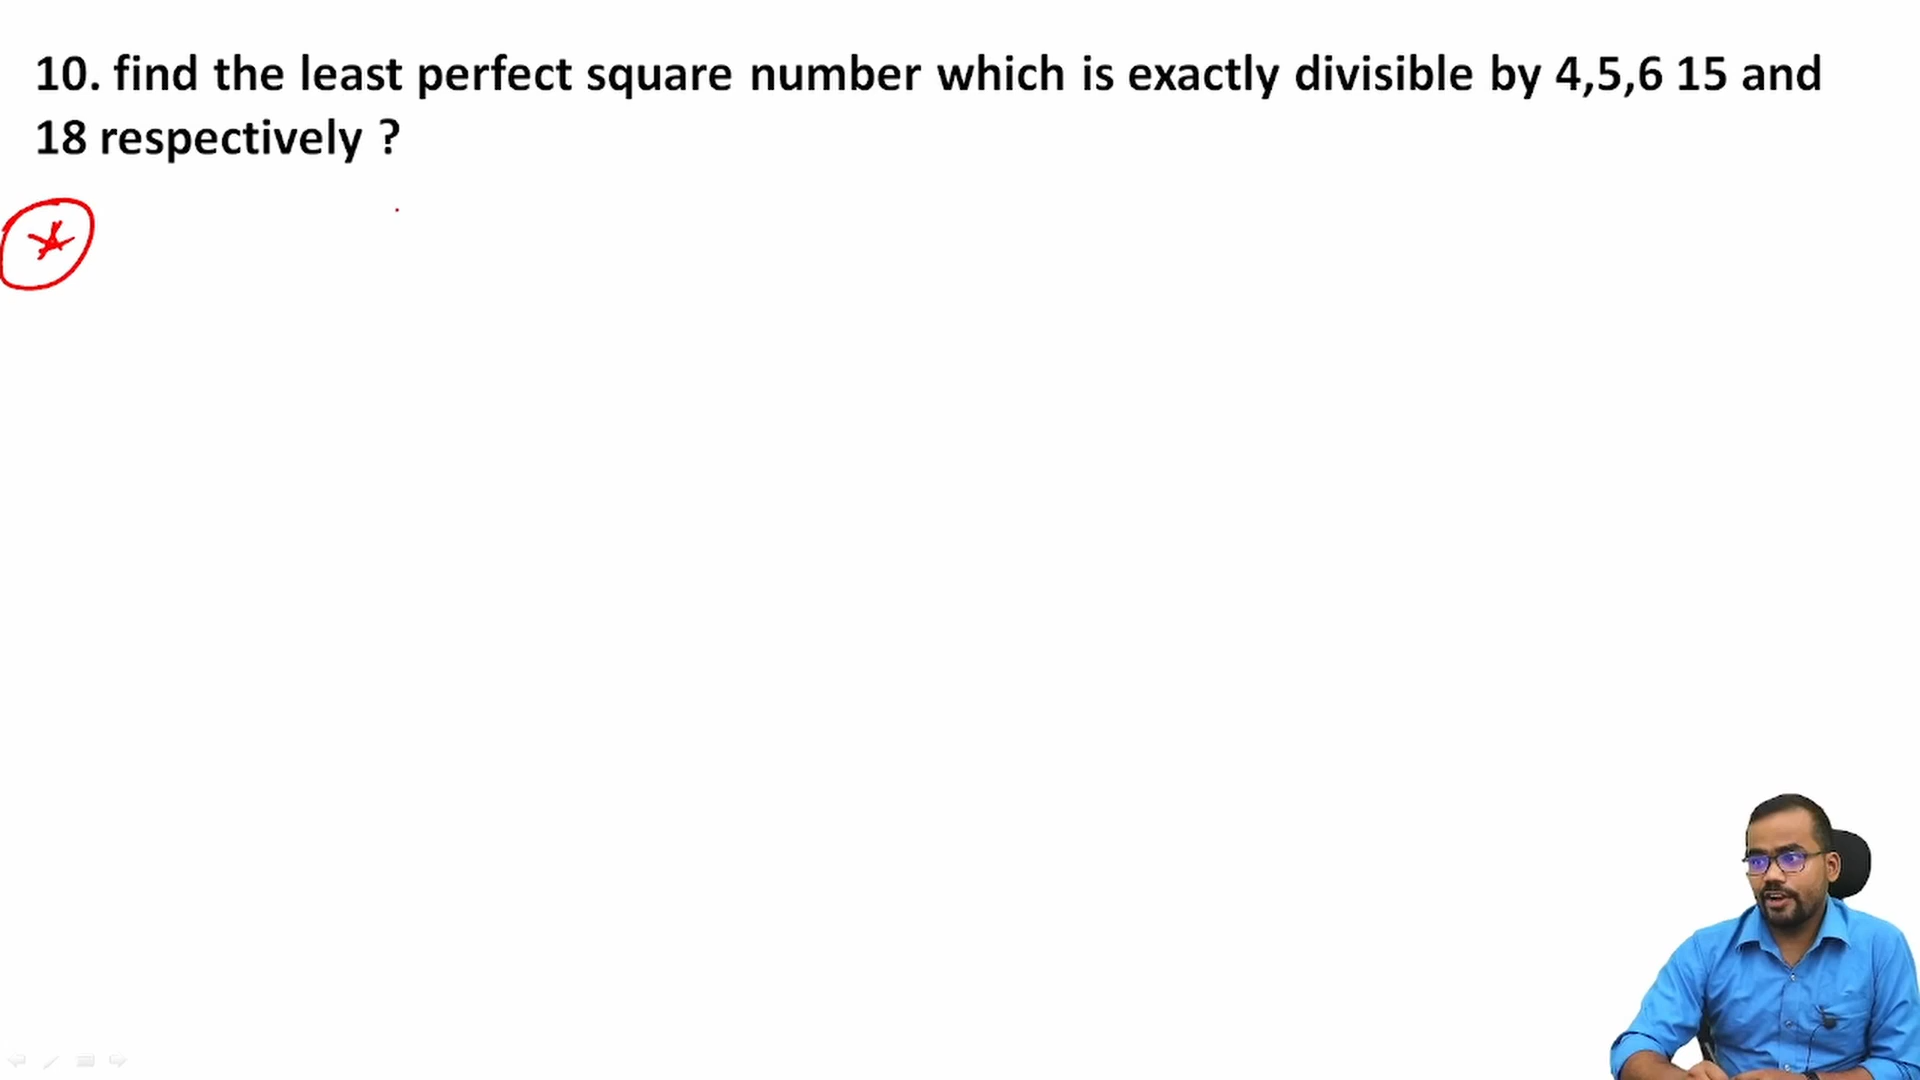 10. find the least perfect square number which is exactly divisible by 4,5,6 15 and
18 respectively ?